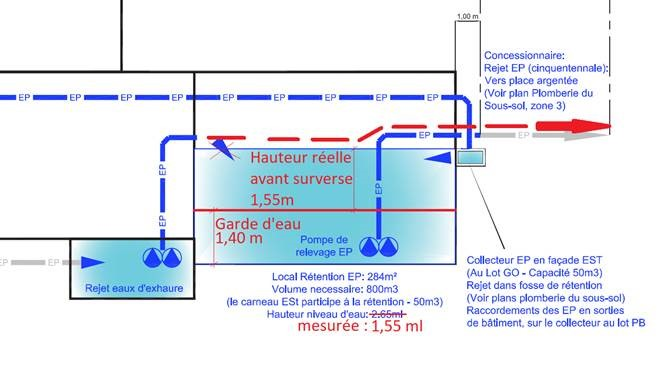 1,00 m
Concessionnaire:
Rejet EP (cinquentennale):
Vers place argentée
(Voir plan Plomberie du
Sous-sol, zone 3)
EP EP EP EP EP EP EP EP EP
EP
EP
Hauteur réelle
avant surverse
1,55m
EP
EP
Garde d'eau
1,40 m
EP
Pompe de
relevage EP
EP
Rejet eaux d'exhaure
Collecteur EP en façade EST
(Au Lot GO - Capacité 50m3)
Rejet dans fosse de rétention
(Voir plans plomberie du sous-sol)
Raccordements des EP en sorties
de bâtiment, sur le collecteur au lot PB
Local Rétention EP: 284m²
Volume necessaire: 800m3
(le carneau ESt participe à la rétention - 50m3)
Hauteur niveau d'eau: 2.65ml
mesurée : 1,55 ml